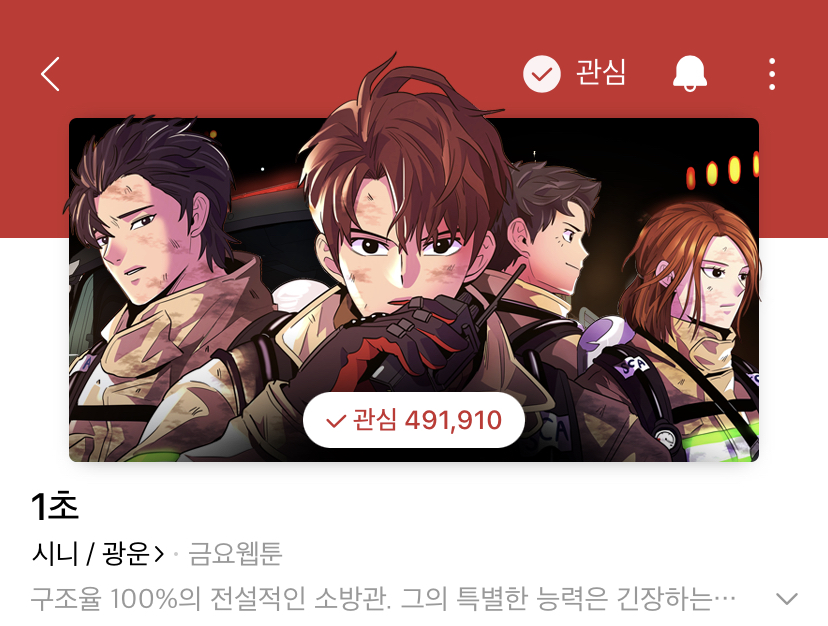 관심
관심 491,910
1초
시니 / 광운 · 금요웹툰
구조율 100%의 전설적인 소방관. 그의 특별한 능력은 긴장하는…